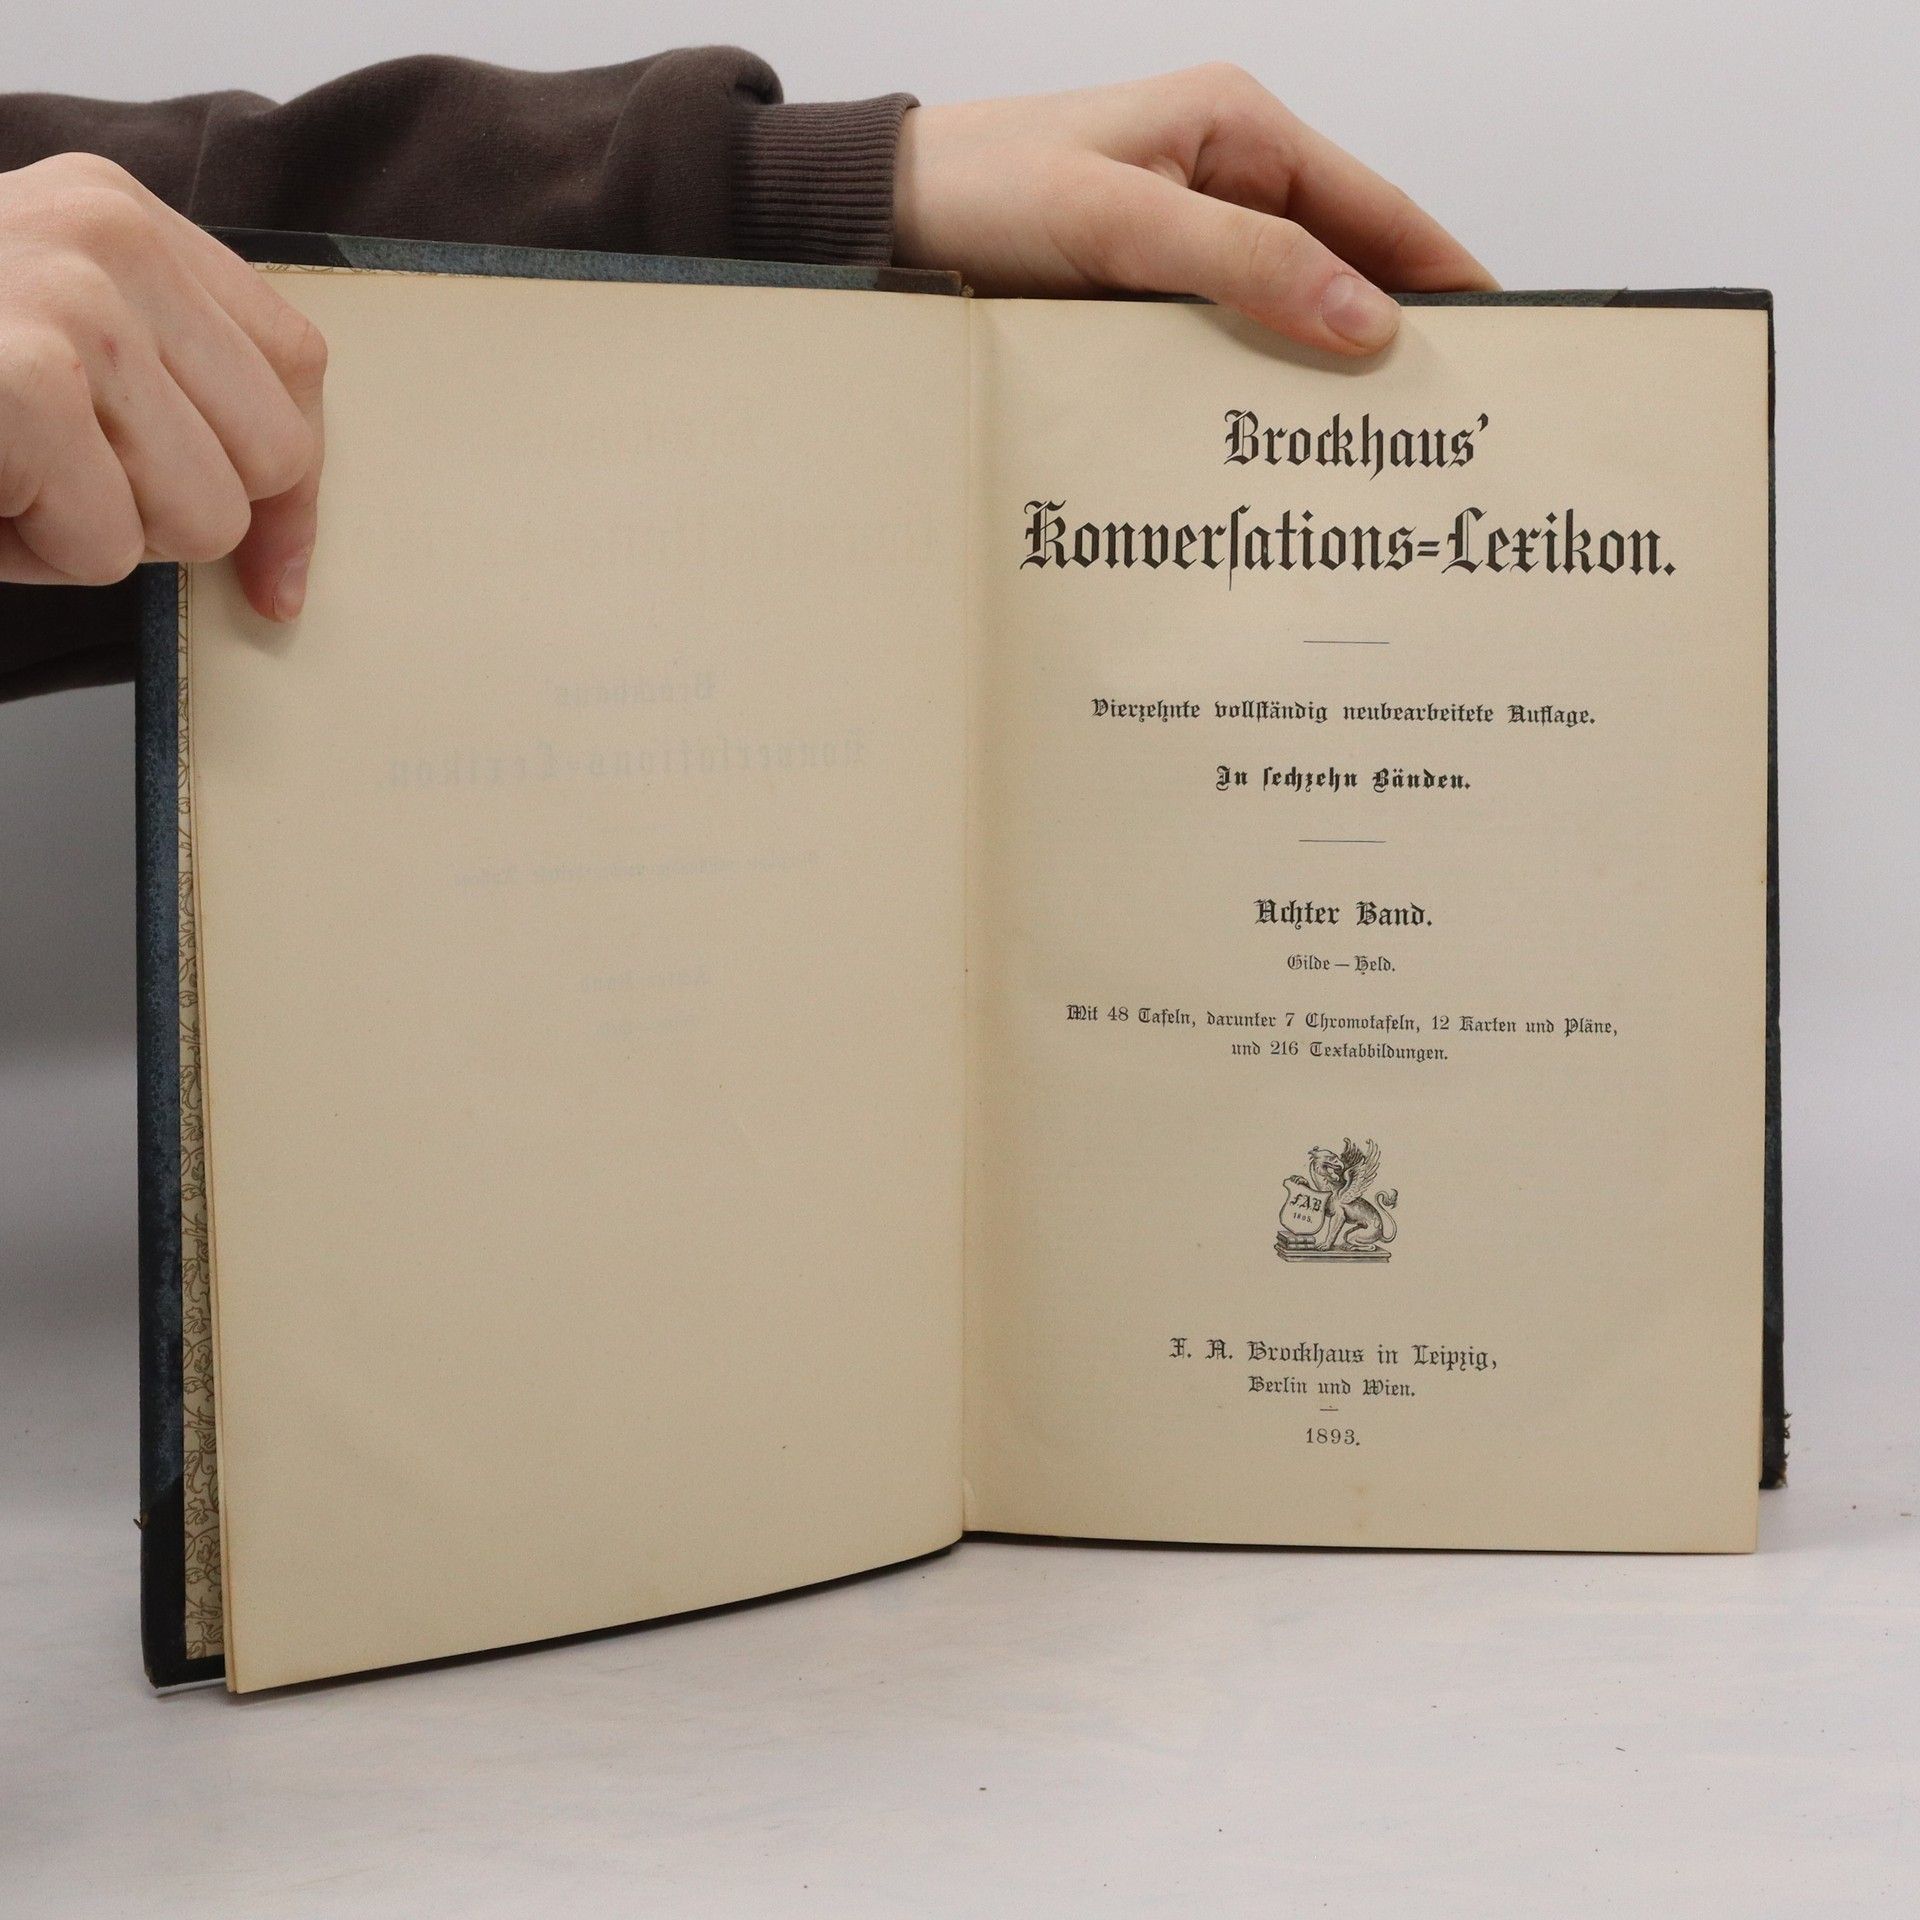 Brockhaus’
Konverſations=Lexikon.
Vierzehnte vollſtändig neubearbeitete Auflage.
In ſechzehn Bänden.
Achter Band.
Gilde — Held.
Mit 48 Tafeln, darunter 7 Chromotafeln, 12 Karten und Pläne,
und 216 Textabbildungen.
F.A.B.
1805.
F. A. Brockhaus in Leipzig,
Berlin und Wien.
1893.